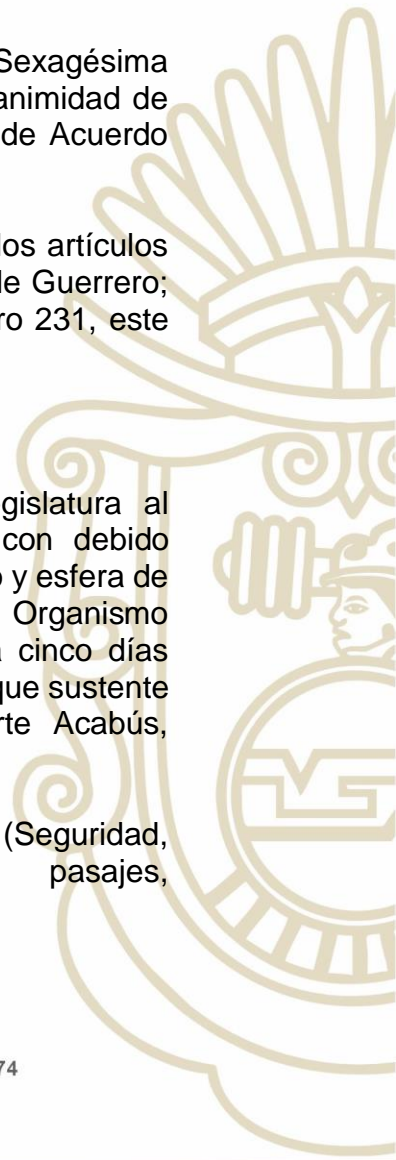 Sexagésima
animidad de
de Acuerdo
los artículos
de Guerrero;
ro 231, este
gislatura al
con debido
o y esfera de
Organismo
a cinco días
que sustente
rte Acabús,
(Seguridad,
pasajes,
74